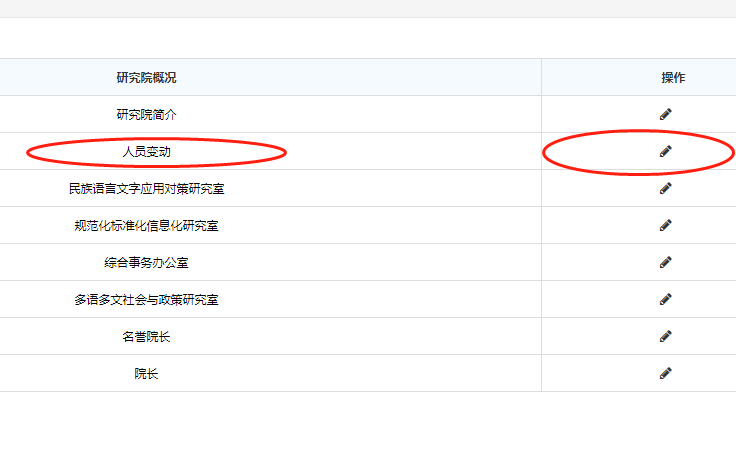 研究院概况
操作
研究院简介
人员变动
民族语言文字应用对策研究室
规范化标准化信息化研究室
综合事务办公室
多语多文社会与政策研究室
名誉院长
院长